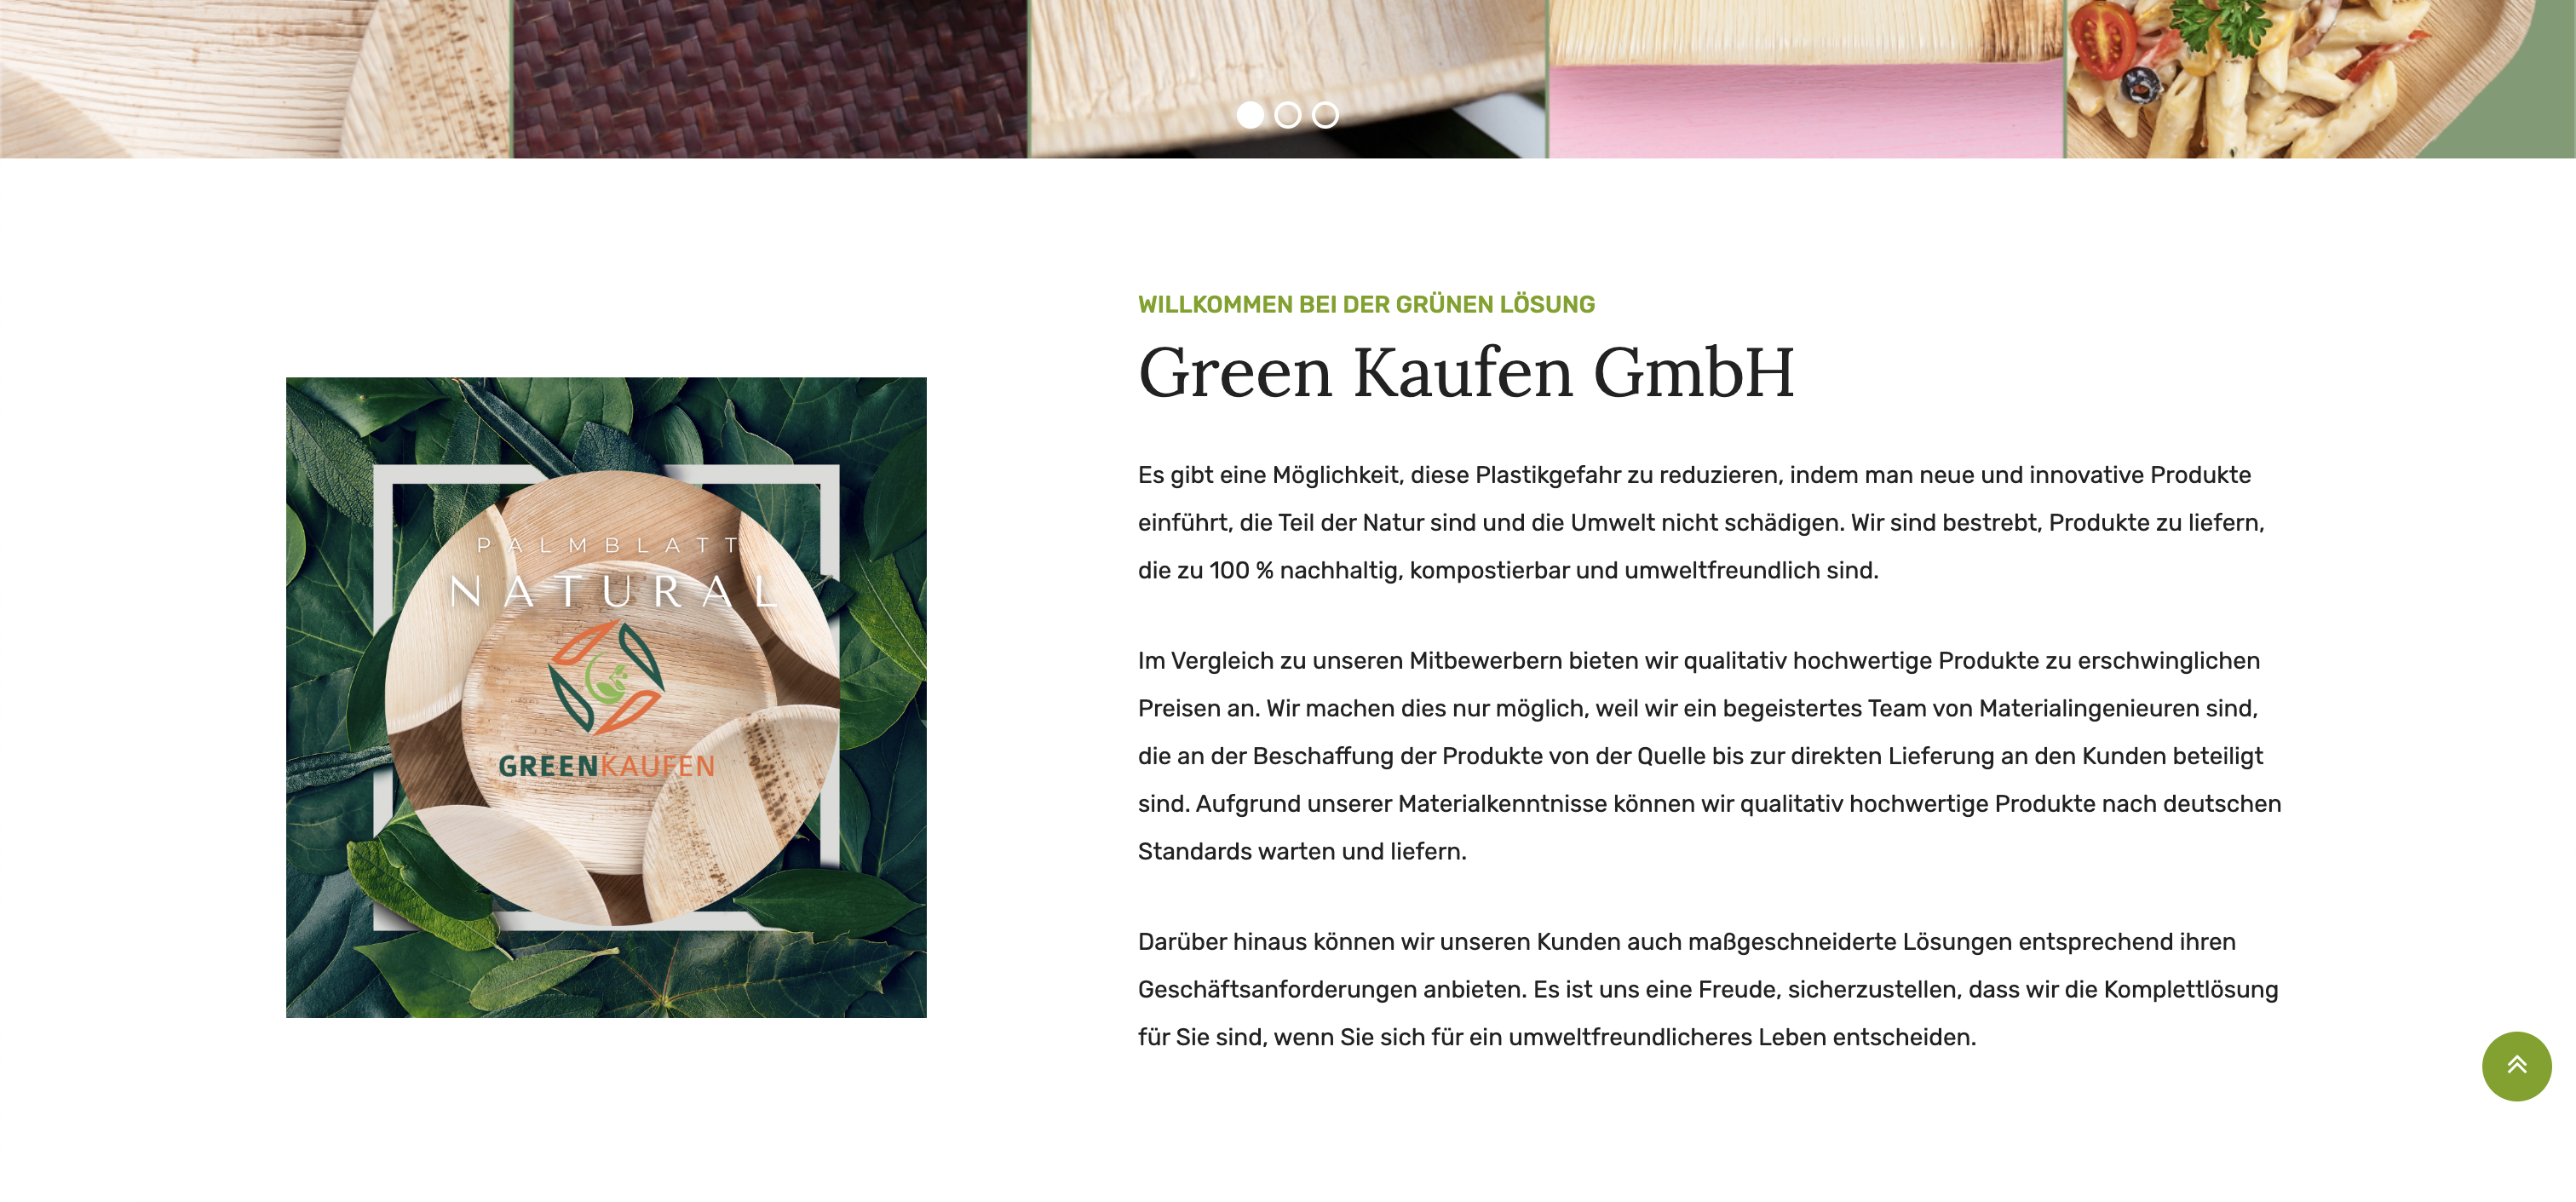 WILLKOMMEN BEI DER GRÜNEN LÖSUNG
Green Kaufen GmbH
PALMBLATT
NATURAL
GREENKAUFEN
Es gibt eine Möglichkeit, diese Plastikgefahr zu reduzieren, indem man neue und innovative Produkte
einführt, die Teil der Natur sind und die Umwelt nicht schädigen. Wir sind bestrebt, Produkte zu liefern,
die zu 100 % nachhaltig, kompostierbar und umweltfreundlich sind.
Im Vergleich zu unseren Mitbewerbern bieten wir qualitativ hochwertige Produkte zu erschwinglichen
Preisen an. Wir machen dies nur möglich, weil wir ein begeistertes Team von Materialingenieuren sind,
die an der Beschaffung der Produkte von der Quelle bis zur direkten Lieferung an den Kunden beteiligt
sind. Aufgrund unserer Materialkenntnisse können wir qualitativ hochwertige Produkte nach deutschen
Standards warten und liefern.
Darüber hinaus können wir unseren Kunden auch maßgeschneiderte Lösungen entsprechend ihren
Geschäftsanforderungen anbieten. Es ist uns eine Freude, sicherzustellen, dass wir die Komplettlösung
für Sie sind, wenn Sie sich für ein umweltfreundlicheres Leben entscheiden.